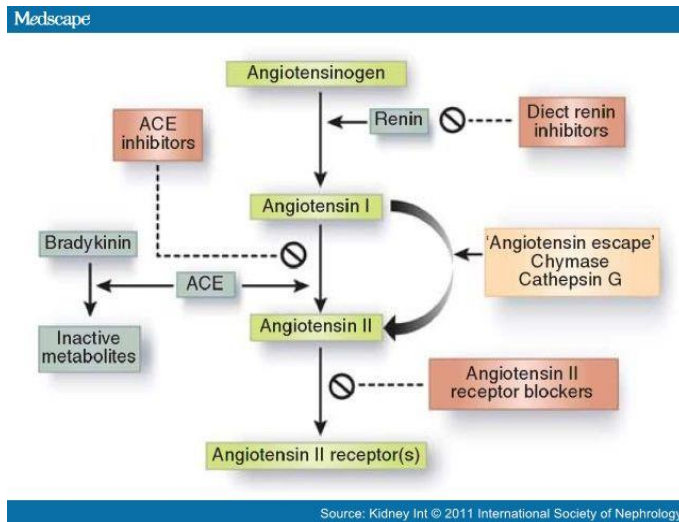 Medscape
Angiotensinogen
ACE
inhibitors
Renin
Diect renin
inhibitors
Angiotensin I
Bradykinin
'Angiotensin escape'
Chymase
Cathepsin G
ACE
Inactive
metabolites
Angiotensin II
Angiotensin II
receptor blockers
Angiotensin II receptor(s)
Source: Kidney Int © 2011 International Society of Nephrology